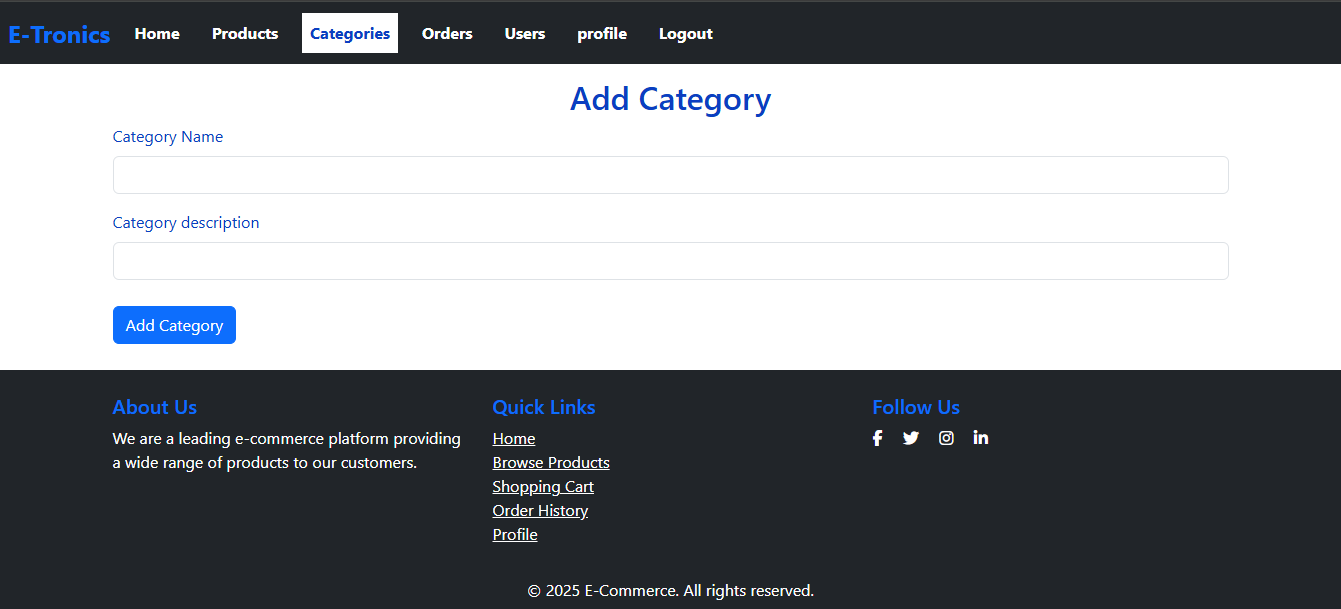 E-Tronics Home Products Categories Orders Users profile Logout
Add Category
Category Name
Category description
Add Category
About Us
We are a leading e-commerce platform providing
a wide range of products to our customers.
Quick Links
Home
Browse Products
Shopping Cart
Order History
Profile
Follow Us
© 2025 E-Commerce. All rights reserved.